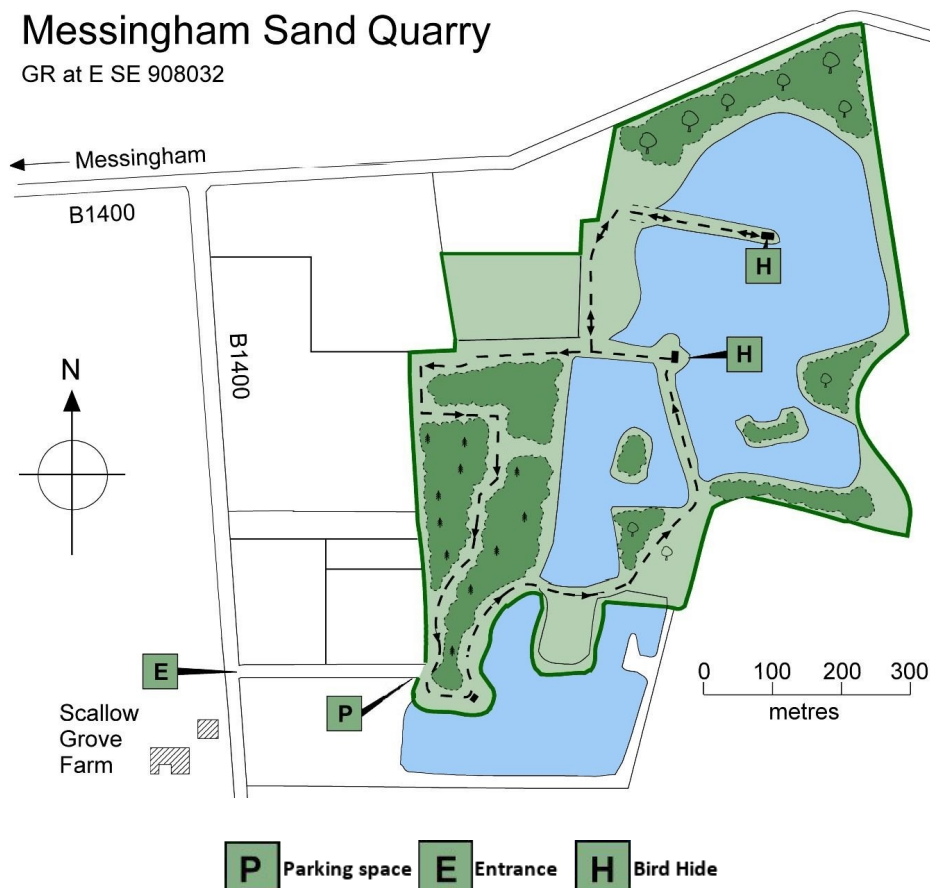 Messingham Sand Quarry
GR at E SE 908032
Messingham
B1400
H
B1400
H
N
E
P
Scallow
Grove
Farm
0 100 200 300
metres
P Parking space E Entrance H Bird Hide